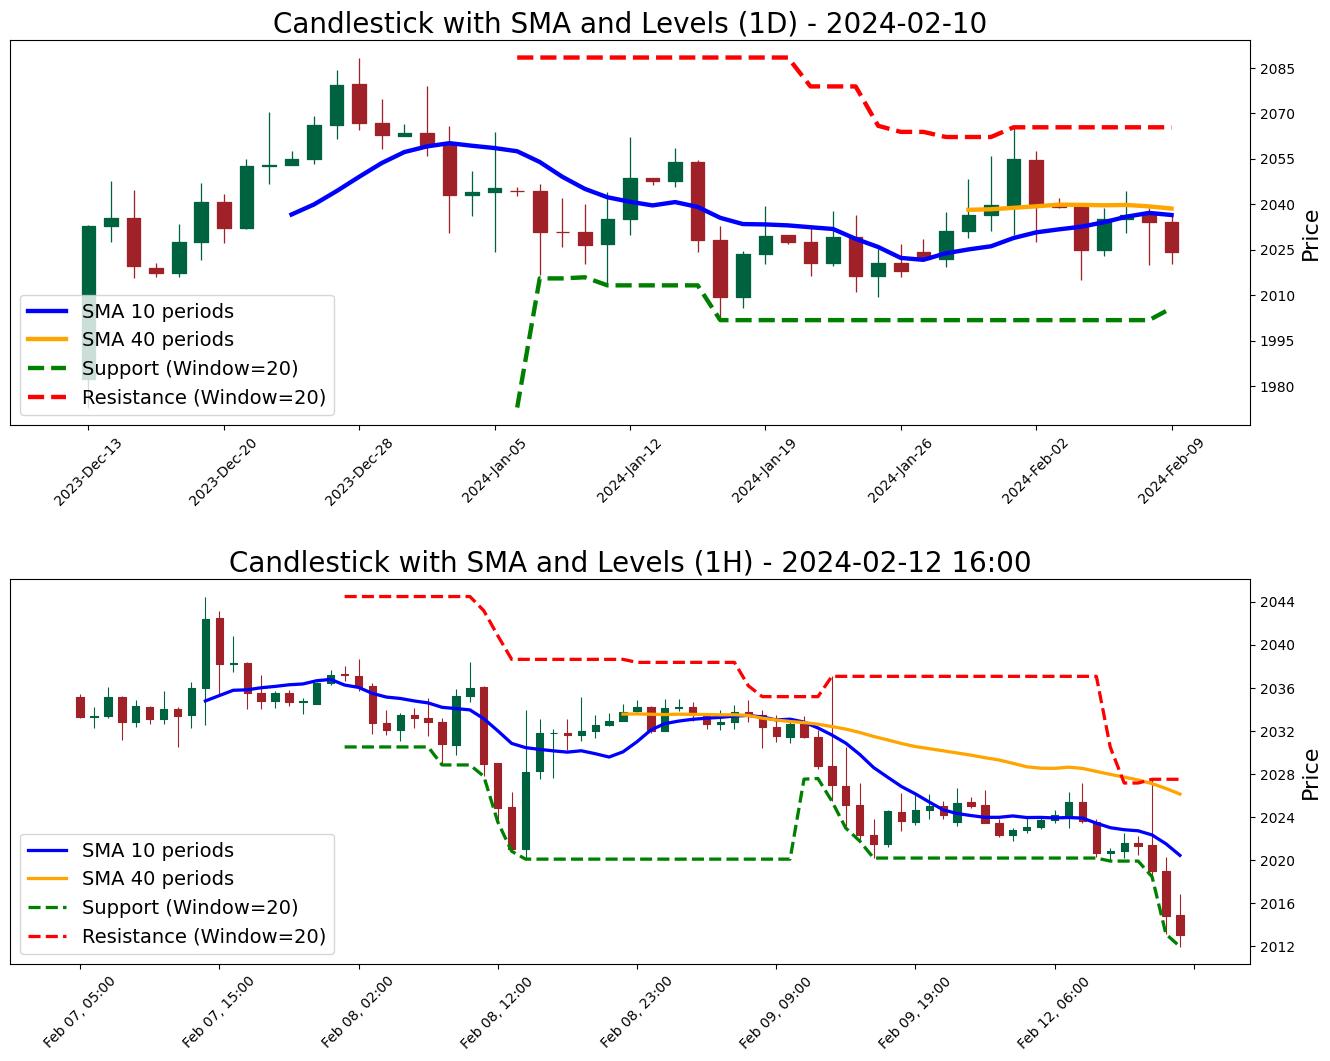 Candlestick with SMA and Levels (1D) - 2024-02-10
2085
2070
2055
2040
2025
2010
1995
1980
Price
SMA 10 periods
SMA 40 periods
Support (Window=20)
Resistance (Window=20)
2023-Dec-13
2023-Dec-20
2023-Dec-28
2024-Jan-05
2024-Jan-12
2024-Jan-19
2024-Jan-26
2024-Feb-02
2024-Feb-09
Candlestick with SMA and Levels (1H) - 2024-02-12 16:00
2044
2040
2036
2032
2028
2024
2020
2016
2012
Price
SMA 10 periods
SMA 40 periods
Support (Window=20)
Resistance (Window=20)
Feb 07, 05:00
Feb 07, 15:00
Feb 08, 02:00
Feb 08, 12:00
Feb 08, 23:00
Feb 09, 09:00
Feb 09, 19:00
Feb 12, 06:00